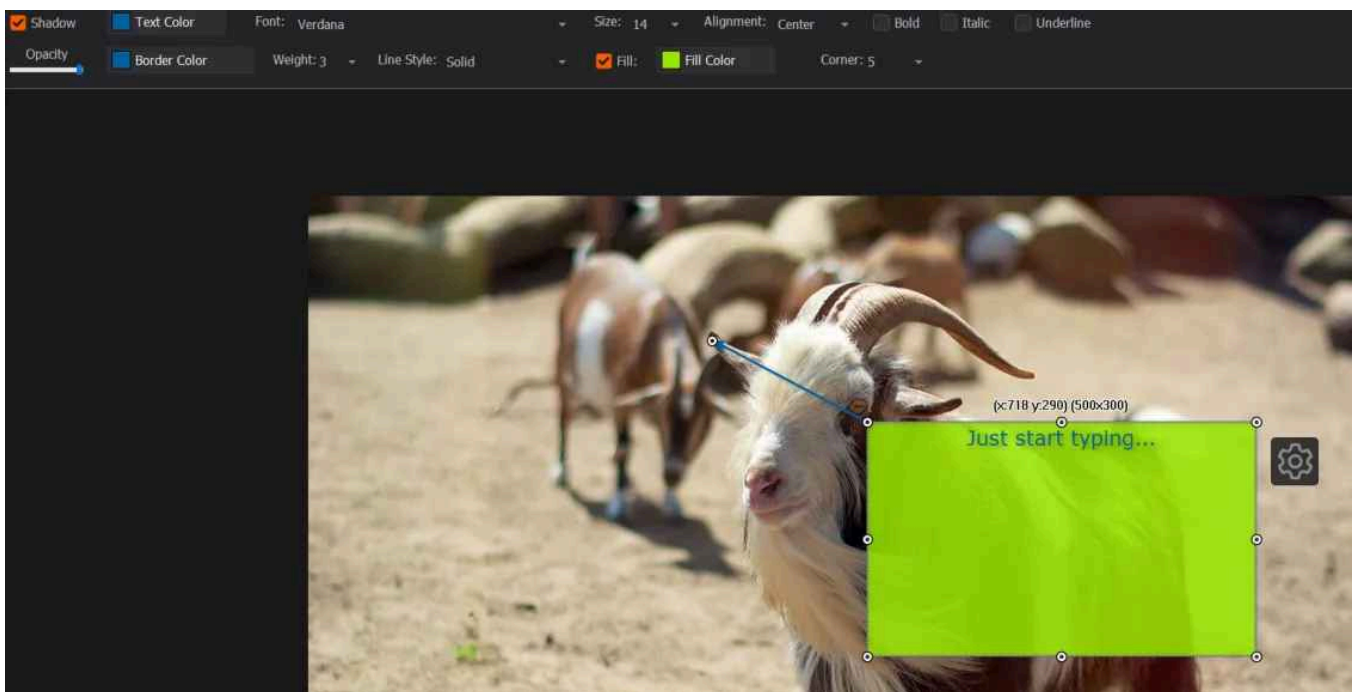 Shadow Text Color Font: Verdana Size: 14 Alignment: Center Bold Italic Underline
Opacity Border Color Weight: 3 Line Style: Solid Fill: Fill Color Corner: 5
(x:718 y:290) (500x300)
Just start typing...